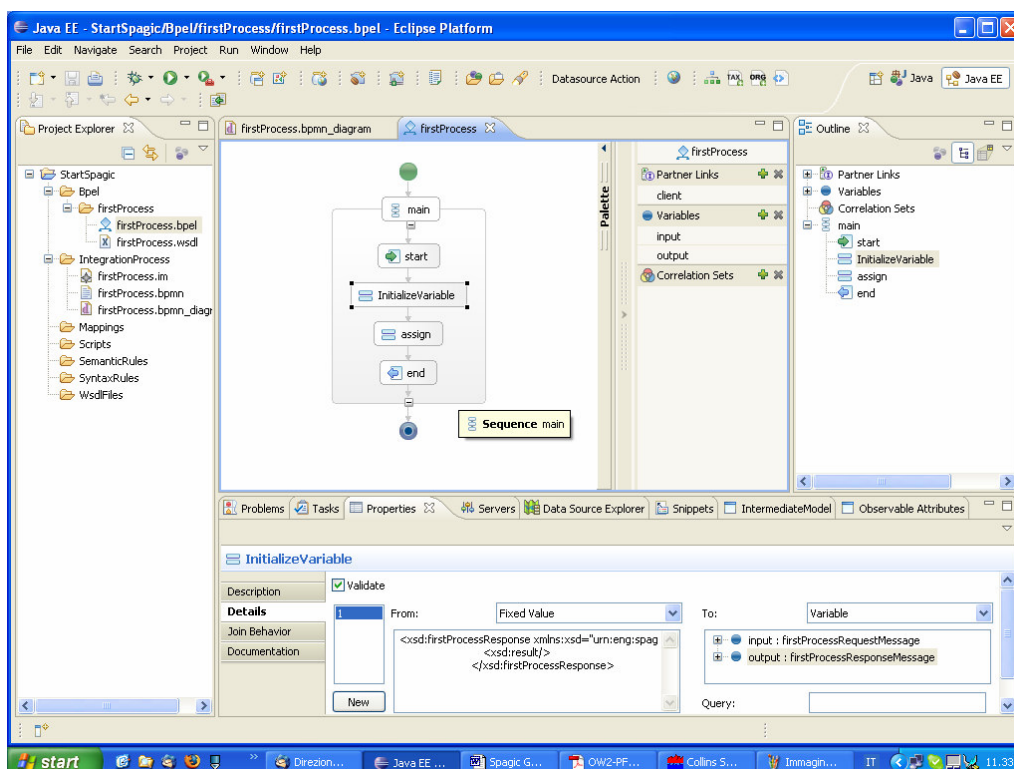 Java EE - StartSpagic/Bpel/firstProcess/firstProcess.bpel - Eclipse Platform
File Edit Navigate Search Project Run Window Help
Datasource Action
TAX
ORG
Java
Java EE
Project Explorer
StartSpagic
Bpel
firstProcess
firstProcess.bpel
firstProcess.wsdl
IntegrationProcess
firstProcess.im
firstProcess.bpmn
firstProcess.bpmn_diagr
Mappings
Scripts
SemanticRules
SyntaxRules
WsdlFiles
firstProcess.bpmn_diagram
firstProcess
main
start
InitializeVariable
assign
end
Sequence main
Palette
firstProcess
Partner Links
client
Variables
input
output
Correlation Sets
Outline
Partner Links
Variables
Correlation Sets
main
start
InitializeVariable
assign
end
Problems
Tasks
Properties
Servers
Data Source Explorer
Snippets
IntermediateModel
Observable Attributes
InitializeVariable
Description
Details
Join Behavior
Documentation
Validate
1
New
From: Fixed Value
<xsd:firstProcessResponse xmlns:xsd="urn:eng:spag
<xsd:result/>
</xsd:firstProcessResponse>
To: Variable
input : firstProcessRequestMessage
output : firstProcessResponseMessage
Query:
start
Direzion...
Java EE ...
Spagic G...
OW2-PF...
Collins S...
Immagin...
IT
11.33